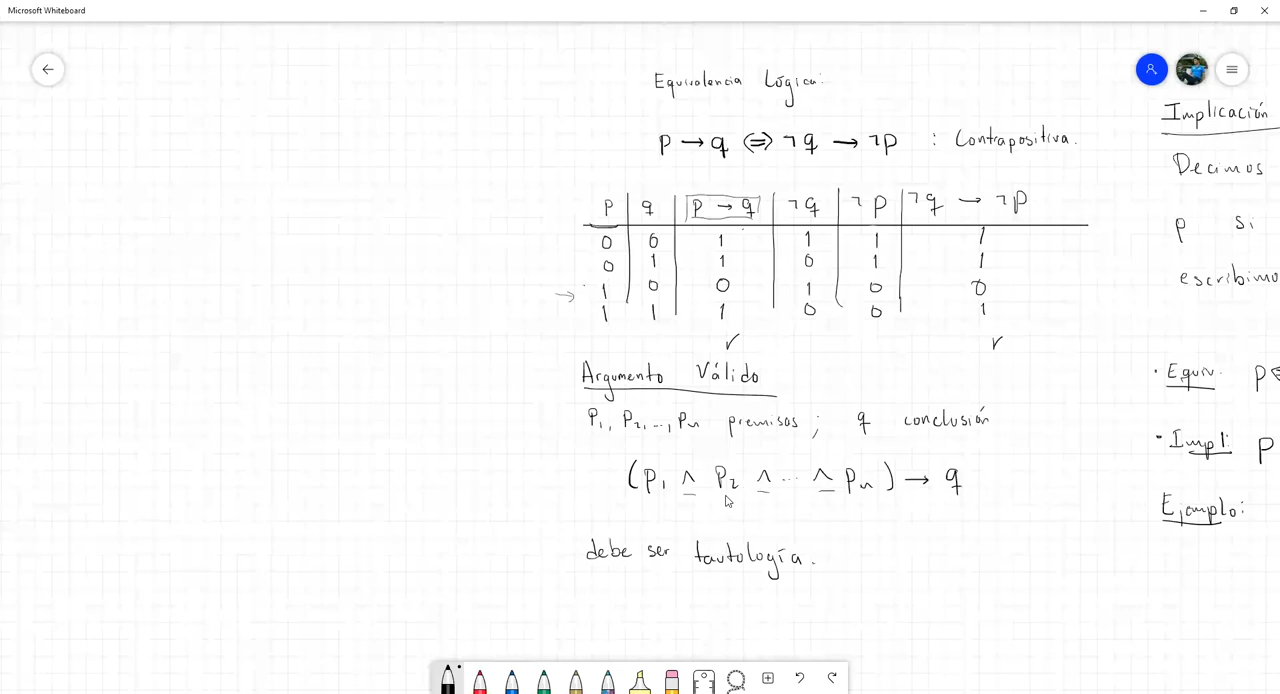 Microsoft Whiteboard
Equivalencia Lógica:
p → q ⇔ ¬q → ¬p : Contrapositiva.
p q p → q ¬q ¬p ¬q → ¬p
0 0 1 1 1 1
0 1 1 0 1 1
→ 1 0 0 1 0 0
1 1 1 0 0 1
Argumento Válido
P1, P2, ..., Pn premisas ; q conclusión
(P1 ∧ P2 ∧ ... ∧ Pn) → q
debe ser tautología.
Implicación
Decimos
p si
escribimo
· Equiv. p
· Impl: p
Ejemplo: